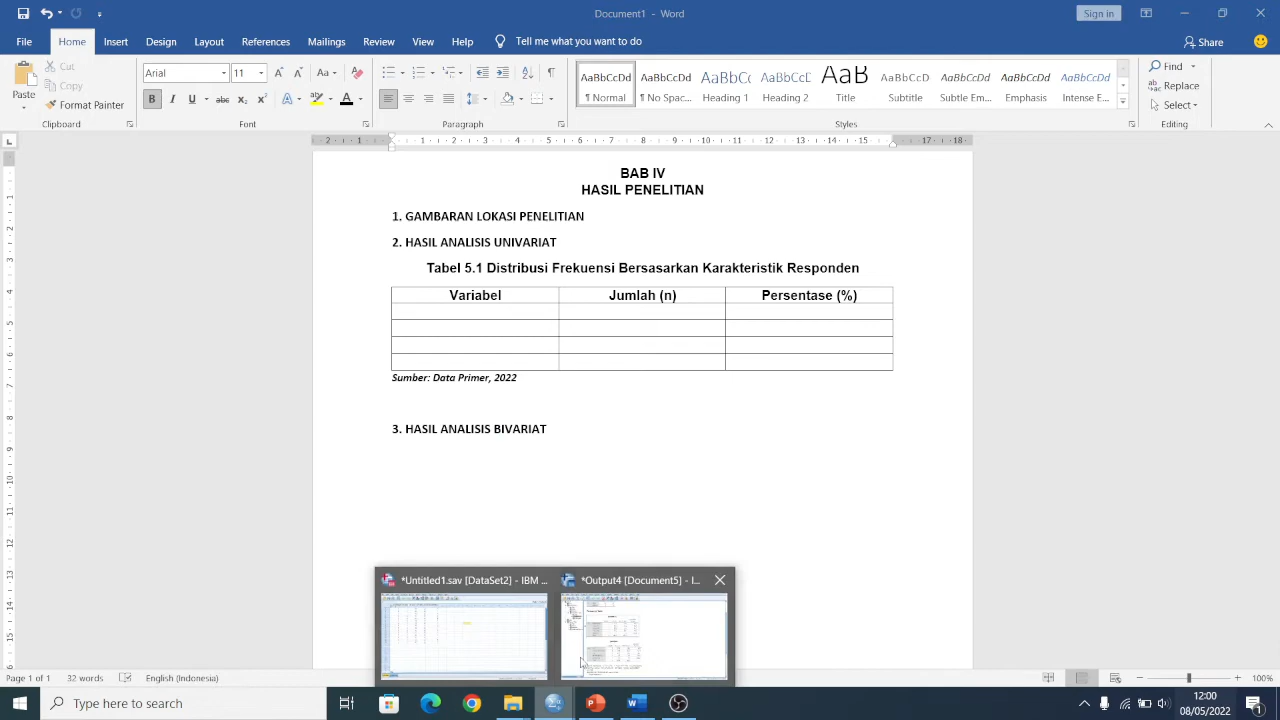 Document1 - Word
Sign in
File Home Insert Design Layout References Mailings Review View Help Tell me what you want to do Share
Paste
Cut
Copy
Format Painter
Clipboard
Arial 11
Font
Paragraph
AaBbCcDd AaBbCcDd AaBbCc AaBbCcD AaB AaBbCcDd AaBbCcDd AaBbCcDd AaBbCcDd
¶ Normal ¶ No Spac... Heading 1 Heading 2 Title Subtitle Subtle Em... Emphasis Intense E...
Styles
Find
Replace
Select
Editing
BAB IV
HASIL PENELITIAN
1. GAMBARAN LOKASI PENELITIAN
2. HASIL ANALISIS UNIVARIAT
Tabel 5.1 Distribusi Frekuensi Bersasarkan Karakteristik Responden
Variabel Jumlah (n) Persentase (%)
Sumber: Data Primer, 2022
3. HASIL ANALISIS BIVARIAT
*Untitled1.sav [DataSet2] - IBM ... *Output4 [Document5] - I...
Page 1 of 1 32 words English (Indonesia) 100%
Type here to search
12:00
08/05/2022